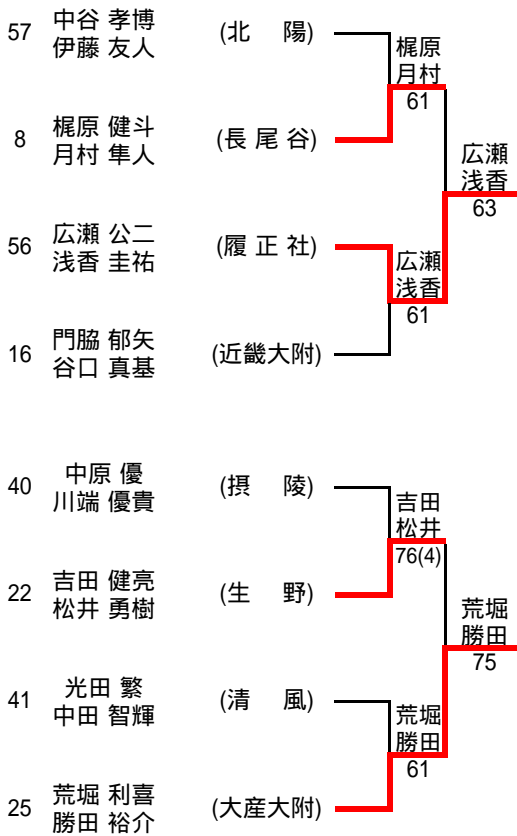 57 中谷 孝博 (北 陽)
伊藤 友人
梶原
月村
61
8 梶原 健斗 (長 尾 谷)
月村 隼人
広瀬
浅香
63
56 広瀬 公二 (履 正 社)
浅香 圭祐
広瀬
浅香
61
16 門脇 郁矢 (近畿大附)
谷口 真基
40 中原 優 (摂 陵)
川端 優貴
吉田
松井
76(4)
22 吉田 健亮 (生 野)
松井 勇樹
荒堀
勝田
75
41 光田 繁 (清 風)
中田 智輝
荒堀
勝田
61
25 荒堀 利喜 (大産大附)
勝田 裕介